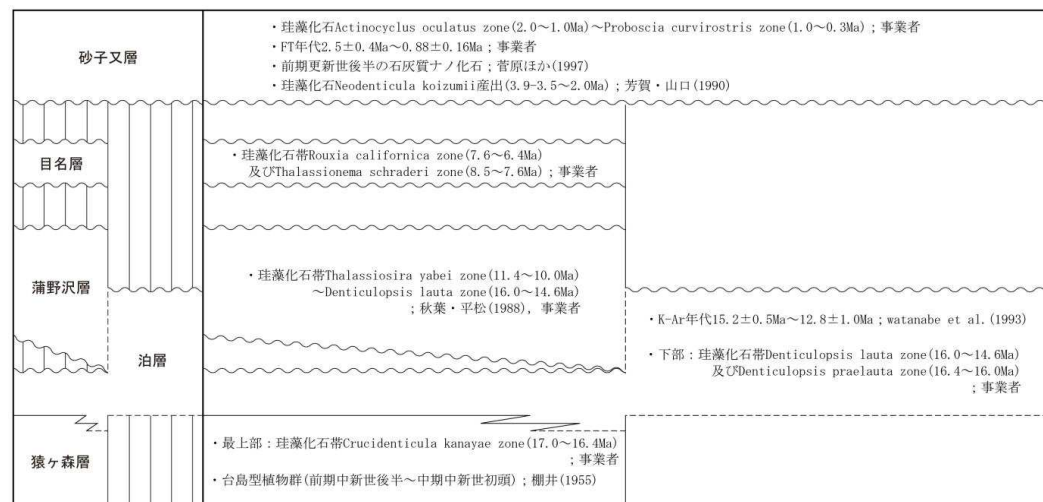 砂子又層
・珪藻化石Actinocyclus oculatus zone(2.0～1.0Ma)～Proboscia curvirostris zone(1.0～0.3Ma)；事業者
・FT年代2.5±0.4Ma～0.88±0.16Ma；事業者
・前期更新世後半の石灰質ナノ化石；菅原ほか(1997)
・珪藻化石Neodenticula koizumii産出(3.9-3.5～2.0Ma)；芳賀・山口(1990)
目名層
・珪藻化石帯Rouxia californica zone(7.6～6.4Ma)
及びThalassionema schraderi zone(8.5～7.6Ma)；事業者
蒲野沢層
・珪藻化石帯Thalassiosira yabei zone(11.4～10.0Ma)
～Denticulopsis lauta zone(16.0～14.6Ma)
；秋葉・平松(1988), 事業者
泊層
・K-Ar年代15.2±0.5Ma～12.8±1.0Ma；watanabe et al.(1993)
・下部：珪藻化石帯Denticulopsis lauta zone(16.0～14.6Ma)
及びDenticulopsis praelauta zone(16.4～16.0Ma)
；事業者
猿ヶ森層
・最上部：珪藻化石帯Crucidenticula kanayae zone(17.0～16.4Ma)
；事業者
・台島型植物群(前期中新世後半～中期中新世初頭)；棚井(1955)